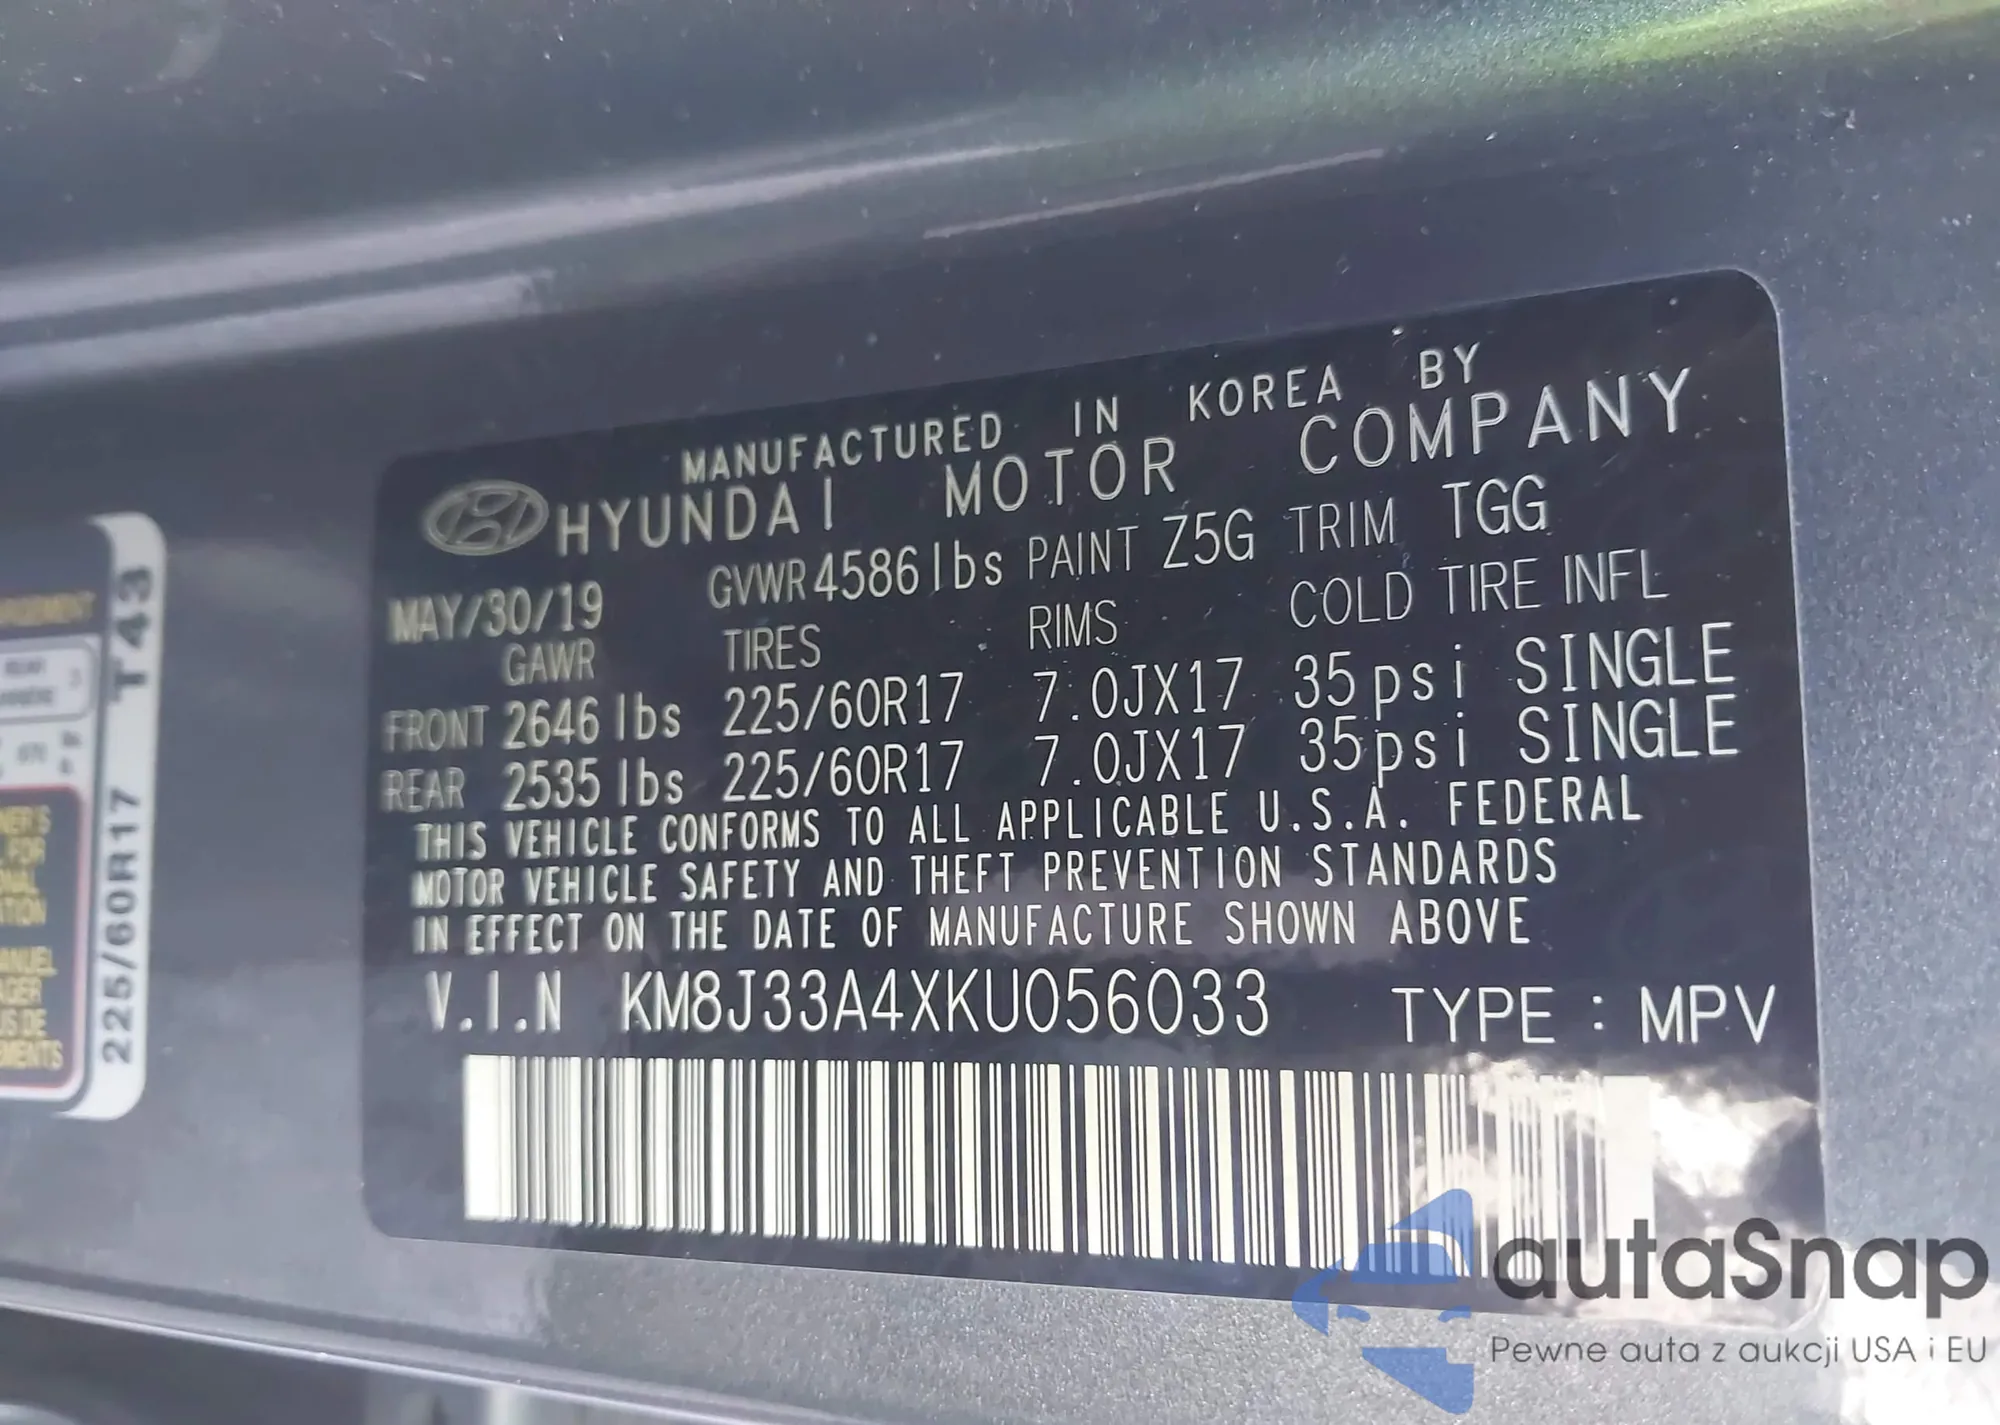 MANUFACTURED IN KOREA BY
HYUNDAI MOTOR COMPANY
MAY/30/19 GVWR 4586 lbs PAINT Z5G TRIM TGG
GAWR TIRES RIMS COLD TIRE INFL
FRONT 2646 lbs 225/60R17 7.0JX17 35psi SINGLE
REAR 2535 lbs 225/60R17 7.0JX17 35psi SINGLE
THIS VEHICLE CONFORMS TO ALL APPLICABLE U.S.A. FEDERAL
MOTOR VEHICLE SAFETY AND THEFT PREVENTION STANDARDS
IN EFFECT ON THE DATE OF MANUFACTURE SHOWN ABOVE
V.I.N KM8J33A4XKU056033 TYPE : MPV
225/60R17 T43
autaSnap
Pewne auta z aukcji USA i EU